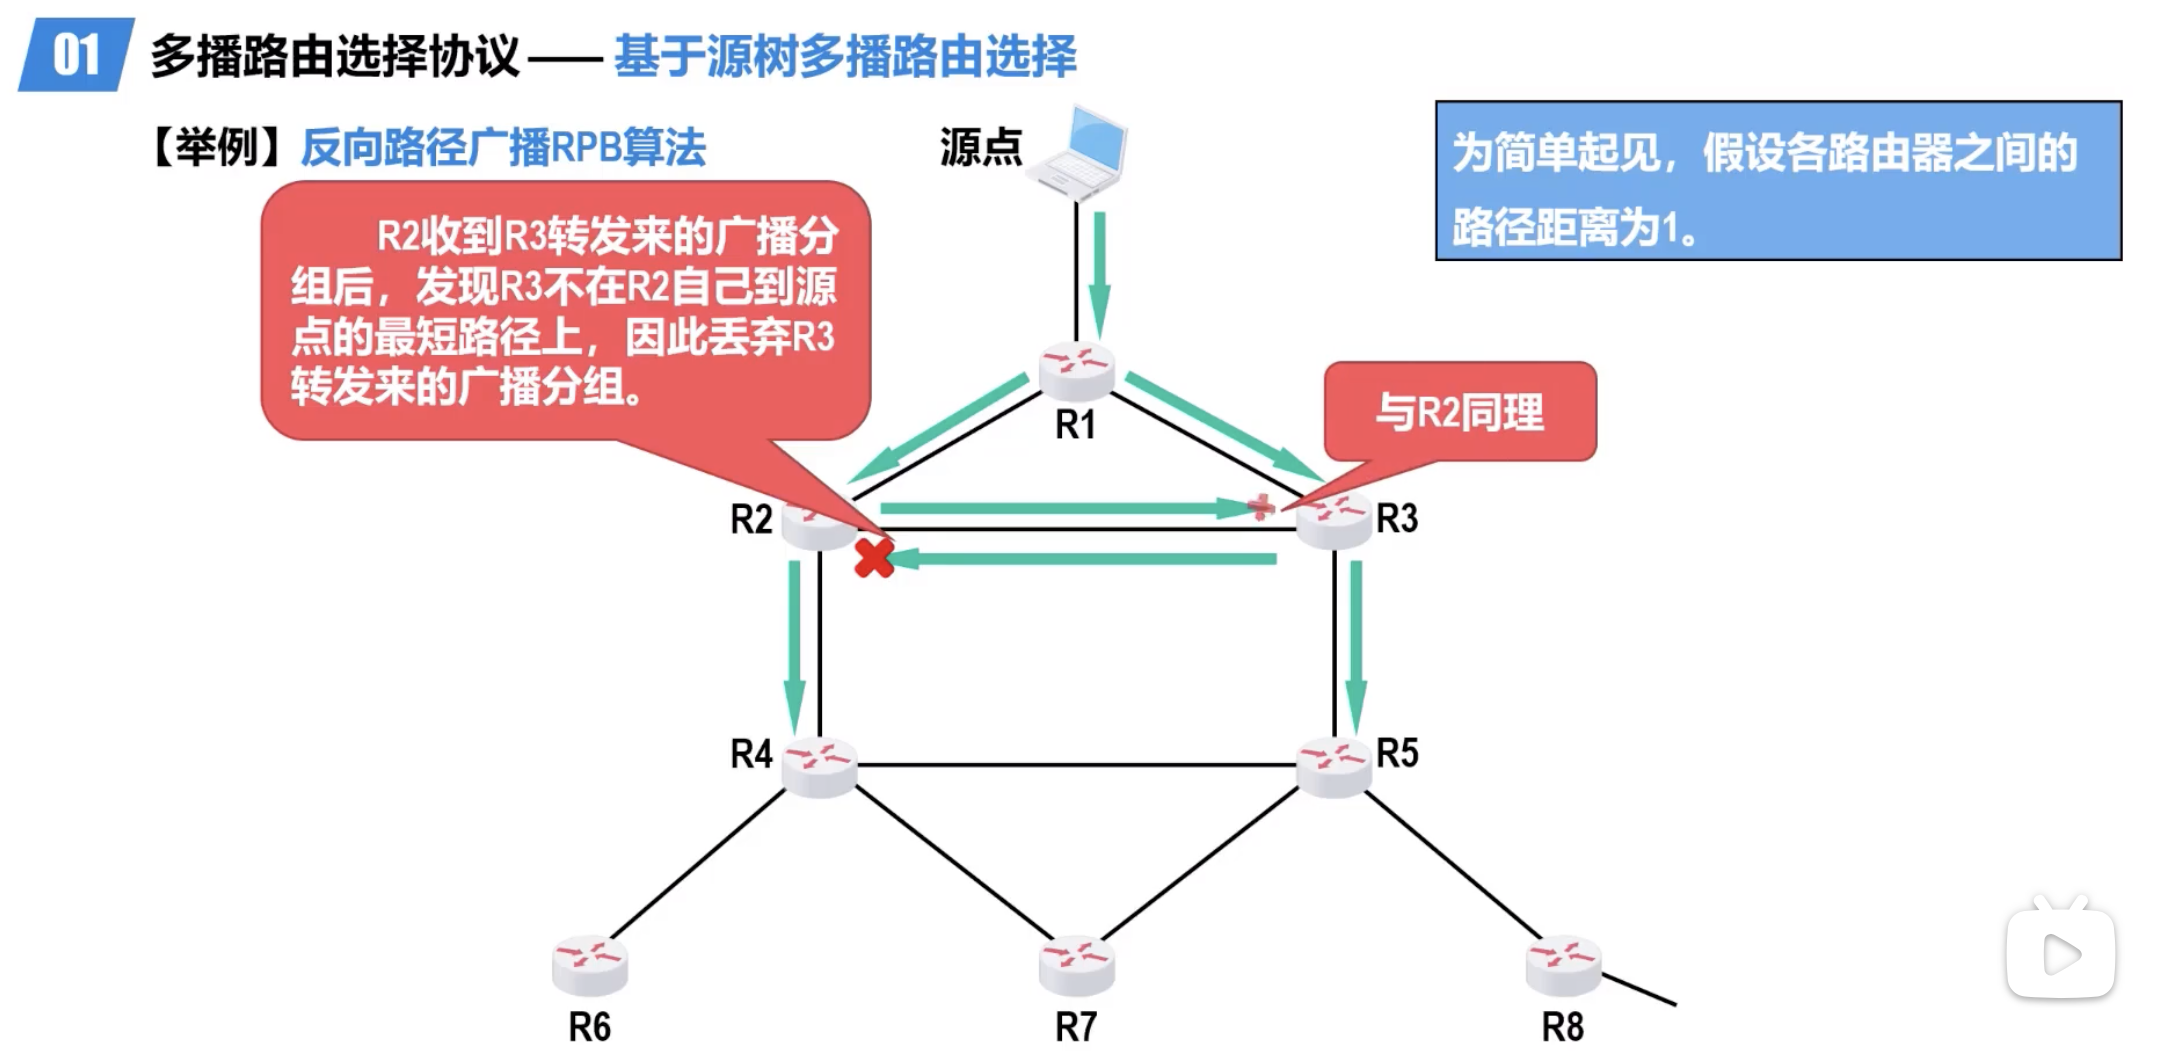 01 多播路由选择协议 —— 基于源树多播路由选择
【举例】反向路径广播RPB算法
源点
为简单起见，假设各路由器之间的
路径距离为1。
R2收到R3转发来的广播分
组后，发现R3不在R2自己到源
点的最短路径上，因此丢弃R3
转发来的广播分组。
与R2同理
R1
R2
R3
R4
R5
R6
R7
R8